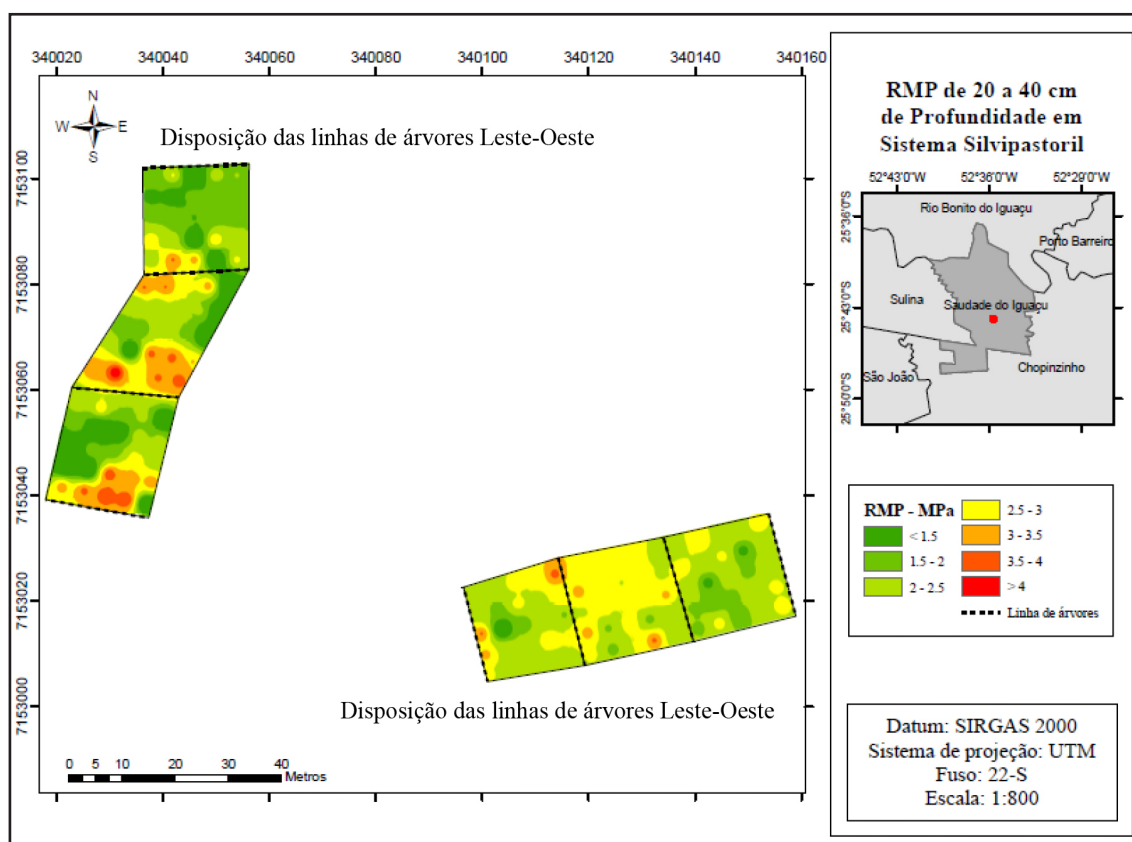 340020 340040 340060 340080 340100 340120 340140 340160
N
W E
S
Disposição das linhas de árvores Leste-Oeste
7153100
7153080
7153060
7153040
7153020
7153000
Disposição das linhas de árvores Leste-Oeste
0 5 10 20 30 40
Metros
RMP de 20 a 40 cm
de Profundidade em
Sistema Silvipastoril
52°43'0"W 52°36'0"W 52°29'0"W
25°36'0"S
25°43'0"S
25°50'0"S
Rio Bonito do Iguaçu
Porto Barreiro
Sulina
Saudade do Iguaçu
São João
Chopinzinho
RMP - MPa
< 1.5
1.5 - 2
2 - 2.5
2.5 - 3
3 - 3.5
3.5 - 4
> 4
Linha de árvores
Datum: SIRGAS 2000
Sistema de projeção: UTM
Fuso: 22-S
Escala: 1:800